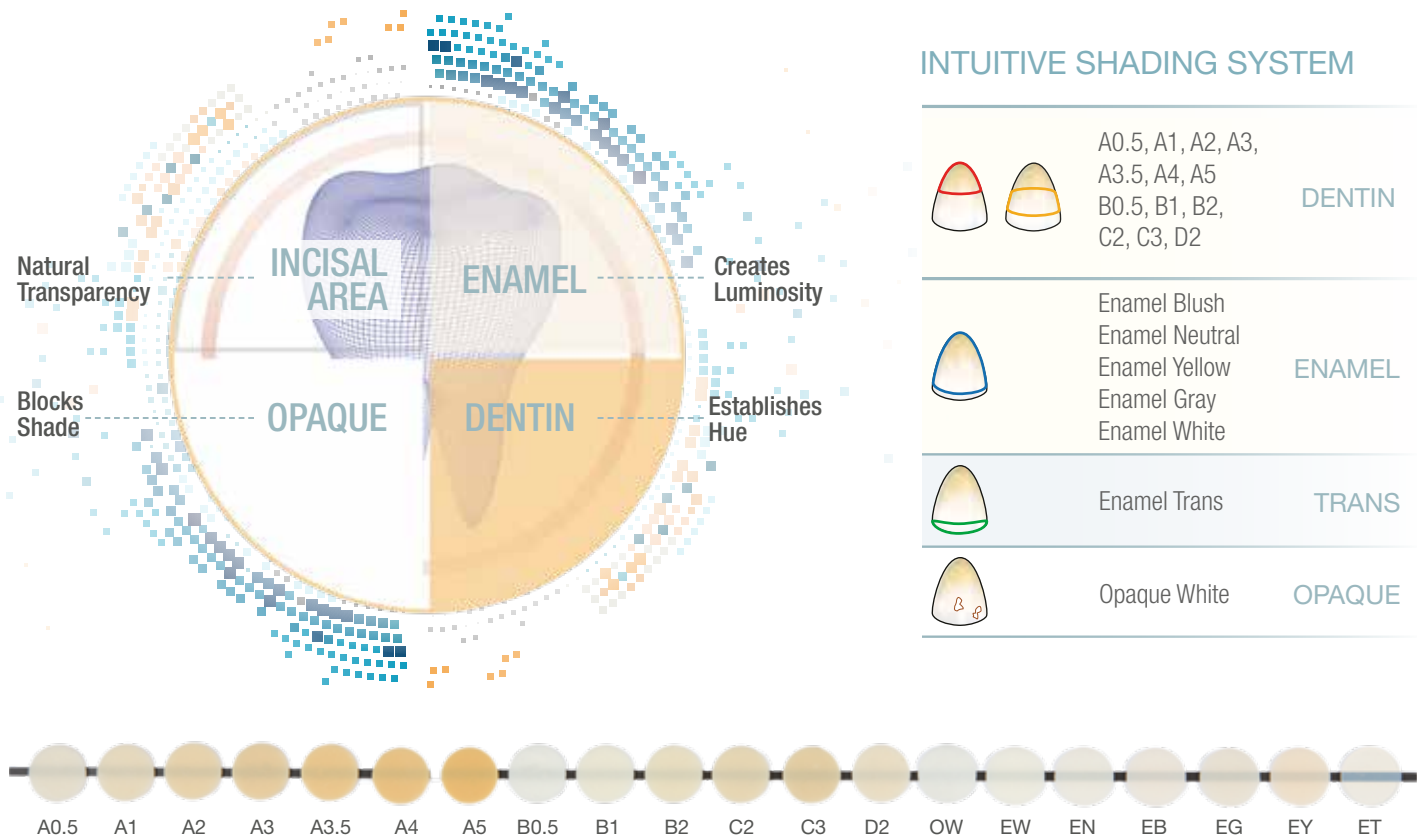 INTUITIVE SHADING SYSTEM
Natural
Transparency
INCISAL
AREA
ENAMEL
Creates
Luminosity
Blocks
Shade
OPAQUE
DENTIN
Establishes
Hue
A0.5, A1, A2, A3,
A3.5, A4, A5
B0.5, B1, B2,
C2, C3, D2
DENTIN
Enamel Blush
Enamel Neutral
Enamel Yellow
Enamel Gray
Enamel White
ENAMEL
Enamel Trans
TRANS
Opaque White
OPAQUE
A0.5 A1 A2 A3 A3.5 A4 A5 B0.5 B1 B2 C2 C3 D2 OW EW EN EB EG EY ET